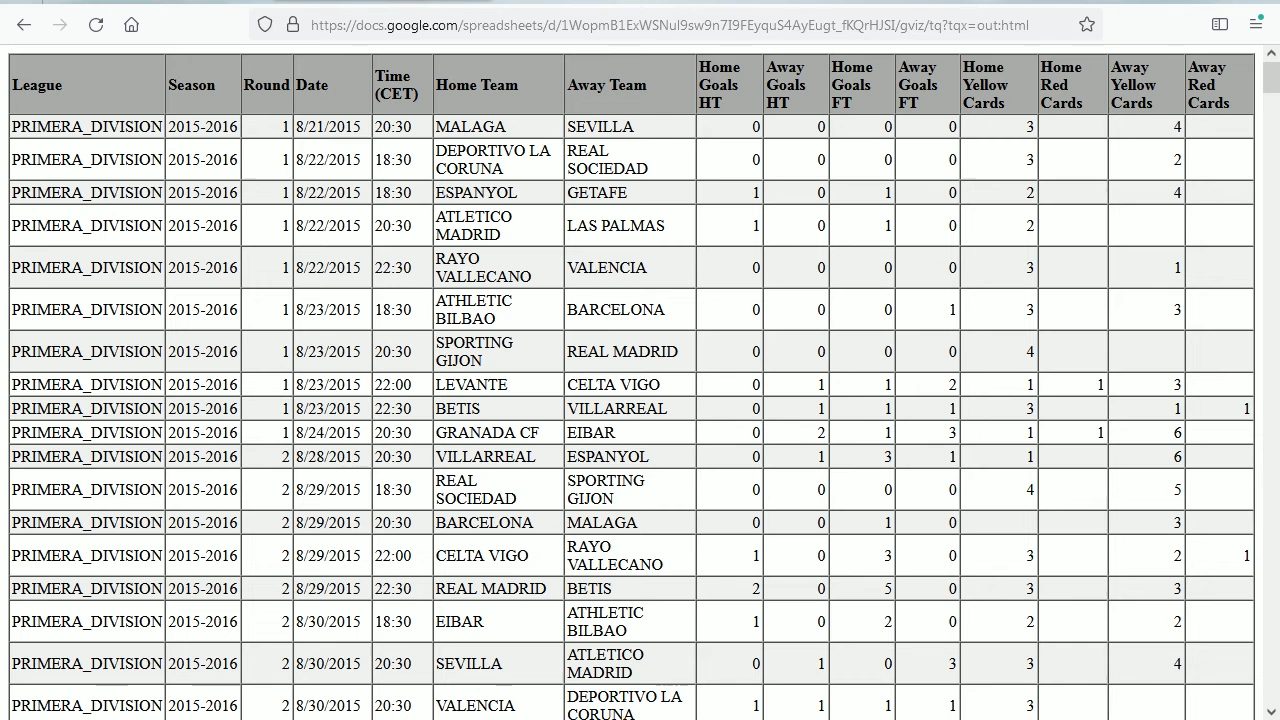 https://docs.google.com/spreadsheets/d/1WopmB1ExWSNul9sw9n7I9FEyquS4AyEugt_fKQrHJSI/gviz/tq?tqx=out:html
League Season Round Date Time (CET) Home Team Away Team Home Goals HT Away Goals HT Home Goals FT Away Goals FT Home Yellow Cards Home Red Cards Away Yellow Cards Away Red Cards
PRIMERA_DIVISION 2015-2016 1 8/21/2015 20:30 MALAGA SEVILLA 0 0 0 0 3 4
PRIMERA_DIVISION 2015-2016 1 8/22/2015 18:30 DEPORTIVO LA CORUNA REAL SOCIEDAD 0 0 0 0 3 2
PRIMERA_DIVISION 2015-2016 1 8/22/2015 18:30 ESPANYOL GETAFE 1 0 1 0 2 4
PRIMERA_DIVISION 2015-2016 1 8/22/2015 20:30 ATLETICO MADRID LAS PALMAS 1 0 1 0 2
PRIMERA_DIVISION 2015-2016 1 8/22/2015 22:30 RAYO VALLECANO VALENCIA 0 0 0 0 3 1
PRIMERA_DIVISION 2015-2016 1 8/23/2015 18:30 ATHLETIC BILBAO BARCELONA 0 0 0 1 3 3
PRIMERA_DIVISION 2015-2016 1 8/23/2015 20:30 SPORTING GIJON REAL MADRID 0 0 0 0 4
PRIMERA_DIVISION 2015-2016 1 8/23/2015 22:00 LEVANTE CELTA VIGO 0 1 1 2 1 1 3
PRIMERA_DIVISION 2015-2016 1 8/23/2015 22:30 BETIS VILLARREAL 0 1 1 1 3 1 1
PRIMERA_DIVISION 2015-2016 1 8/24/2015 20:30 GRANADA CF EIBAR 0 2 1 3 1 1 6
PRIMERA_DIVISION 2015-2016 2 8/28/2015 20:30 VILLARREAL ESPANYOL 0 1 3 1 1 6
PRIMERA_DIVISION 2015-2016 2 8/29/2015 18:30 REAL SOCIEDAD SPORTING GIJON 0 0 0 0 4 5
PRIMERA_DIVISION 2015-2016 2 8/29/2015 20:30 BARCELONA MALAGA 0 0 1 0 3
PRIMERA_DIVISION 2015-2016 2 8/29/2015 22:00 CELTA VIGO RAYO VALLECANO 1 0 3 0 3 2 1
PRIMERA_DIVISION 2015-2016 2 8/29/2015 22:30 REAL MADRID BETIS 2 0 5 0 3 3
PRIMERA_DIVISION 2015-2016 2 8/30/2015 18:30 EIBAR ATHLETIC BILBAO 1 0 2 0 2 2
PRIMERA_DIVISION 2015-2016 2 8/30/2015 20:30 SEVILLA ATLETICO MADRID 0 1 0 3 3 4
PRIMERA_DIVISION 2015-2016 2 8/30/2015 20:30 VALENCIA DEPORTIVO LA CORUNA 1 1 1 1 3